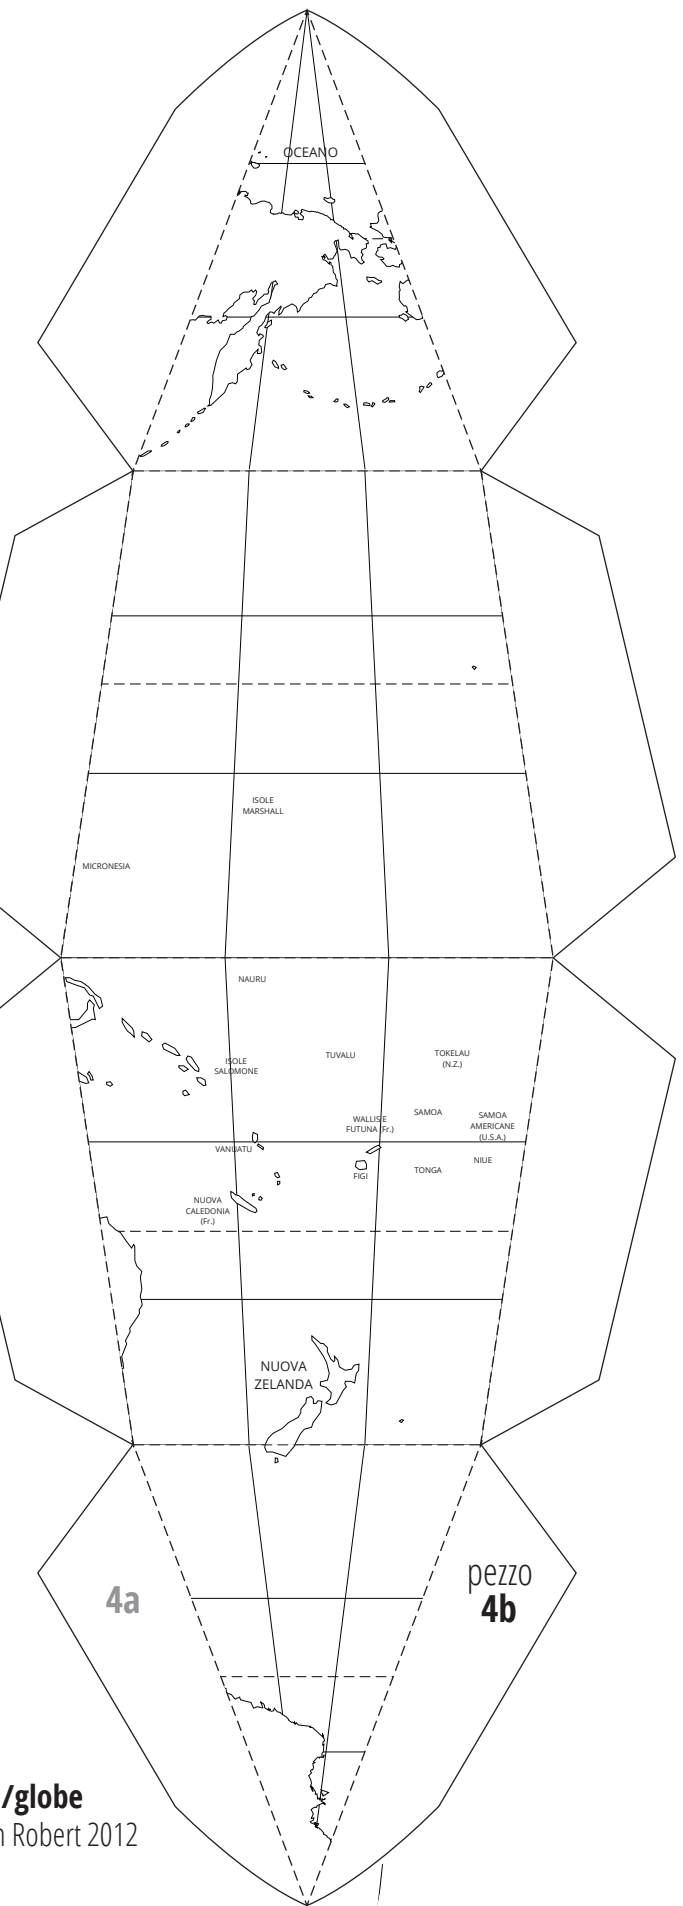 OCEANO
ISOLE
MARSHALL
MICRONESIA
NAURU
ISOLE
SALOMONE
TUVALU
TOKELAU
(N.Z.)
WALLIS E
FUTUNA (Fr.)
SAMOA
SAMOA
AMERICANE
(U.S.A.)
VANUATU
FIGI
TONGA
NIUE
NUOVA
CALEDONIA
(Fr.)
NUOVA
ZELANDA
4a
pezzo
4b
/globe
n Robert 2012